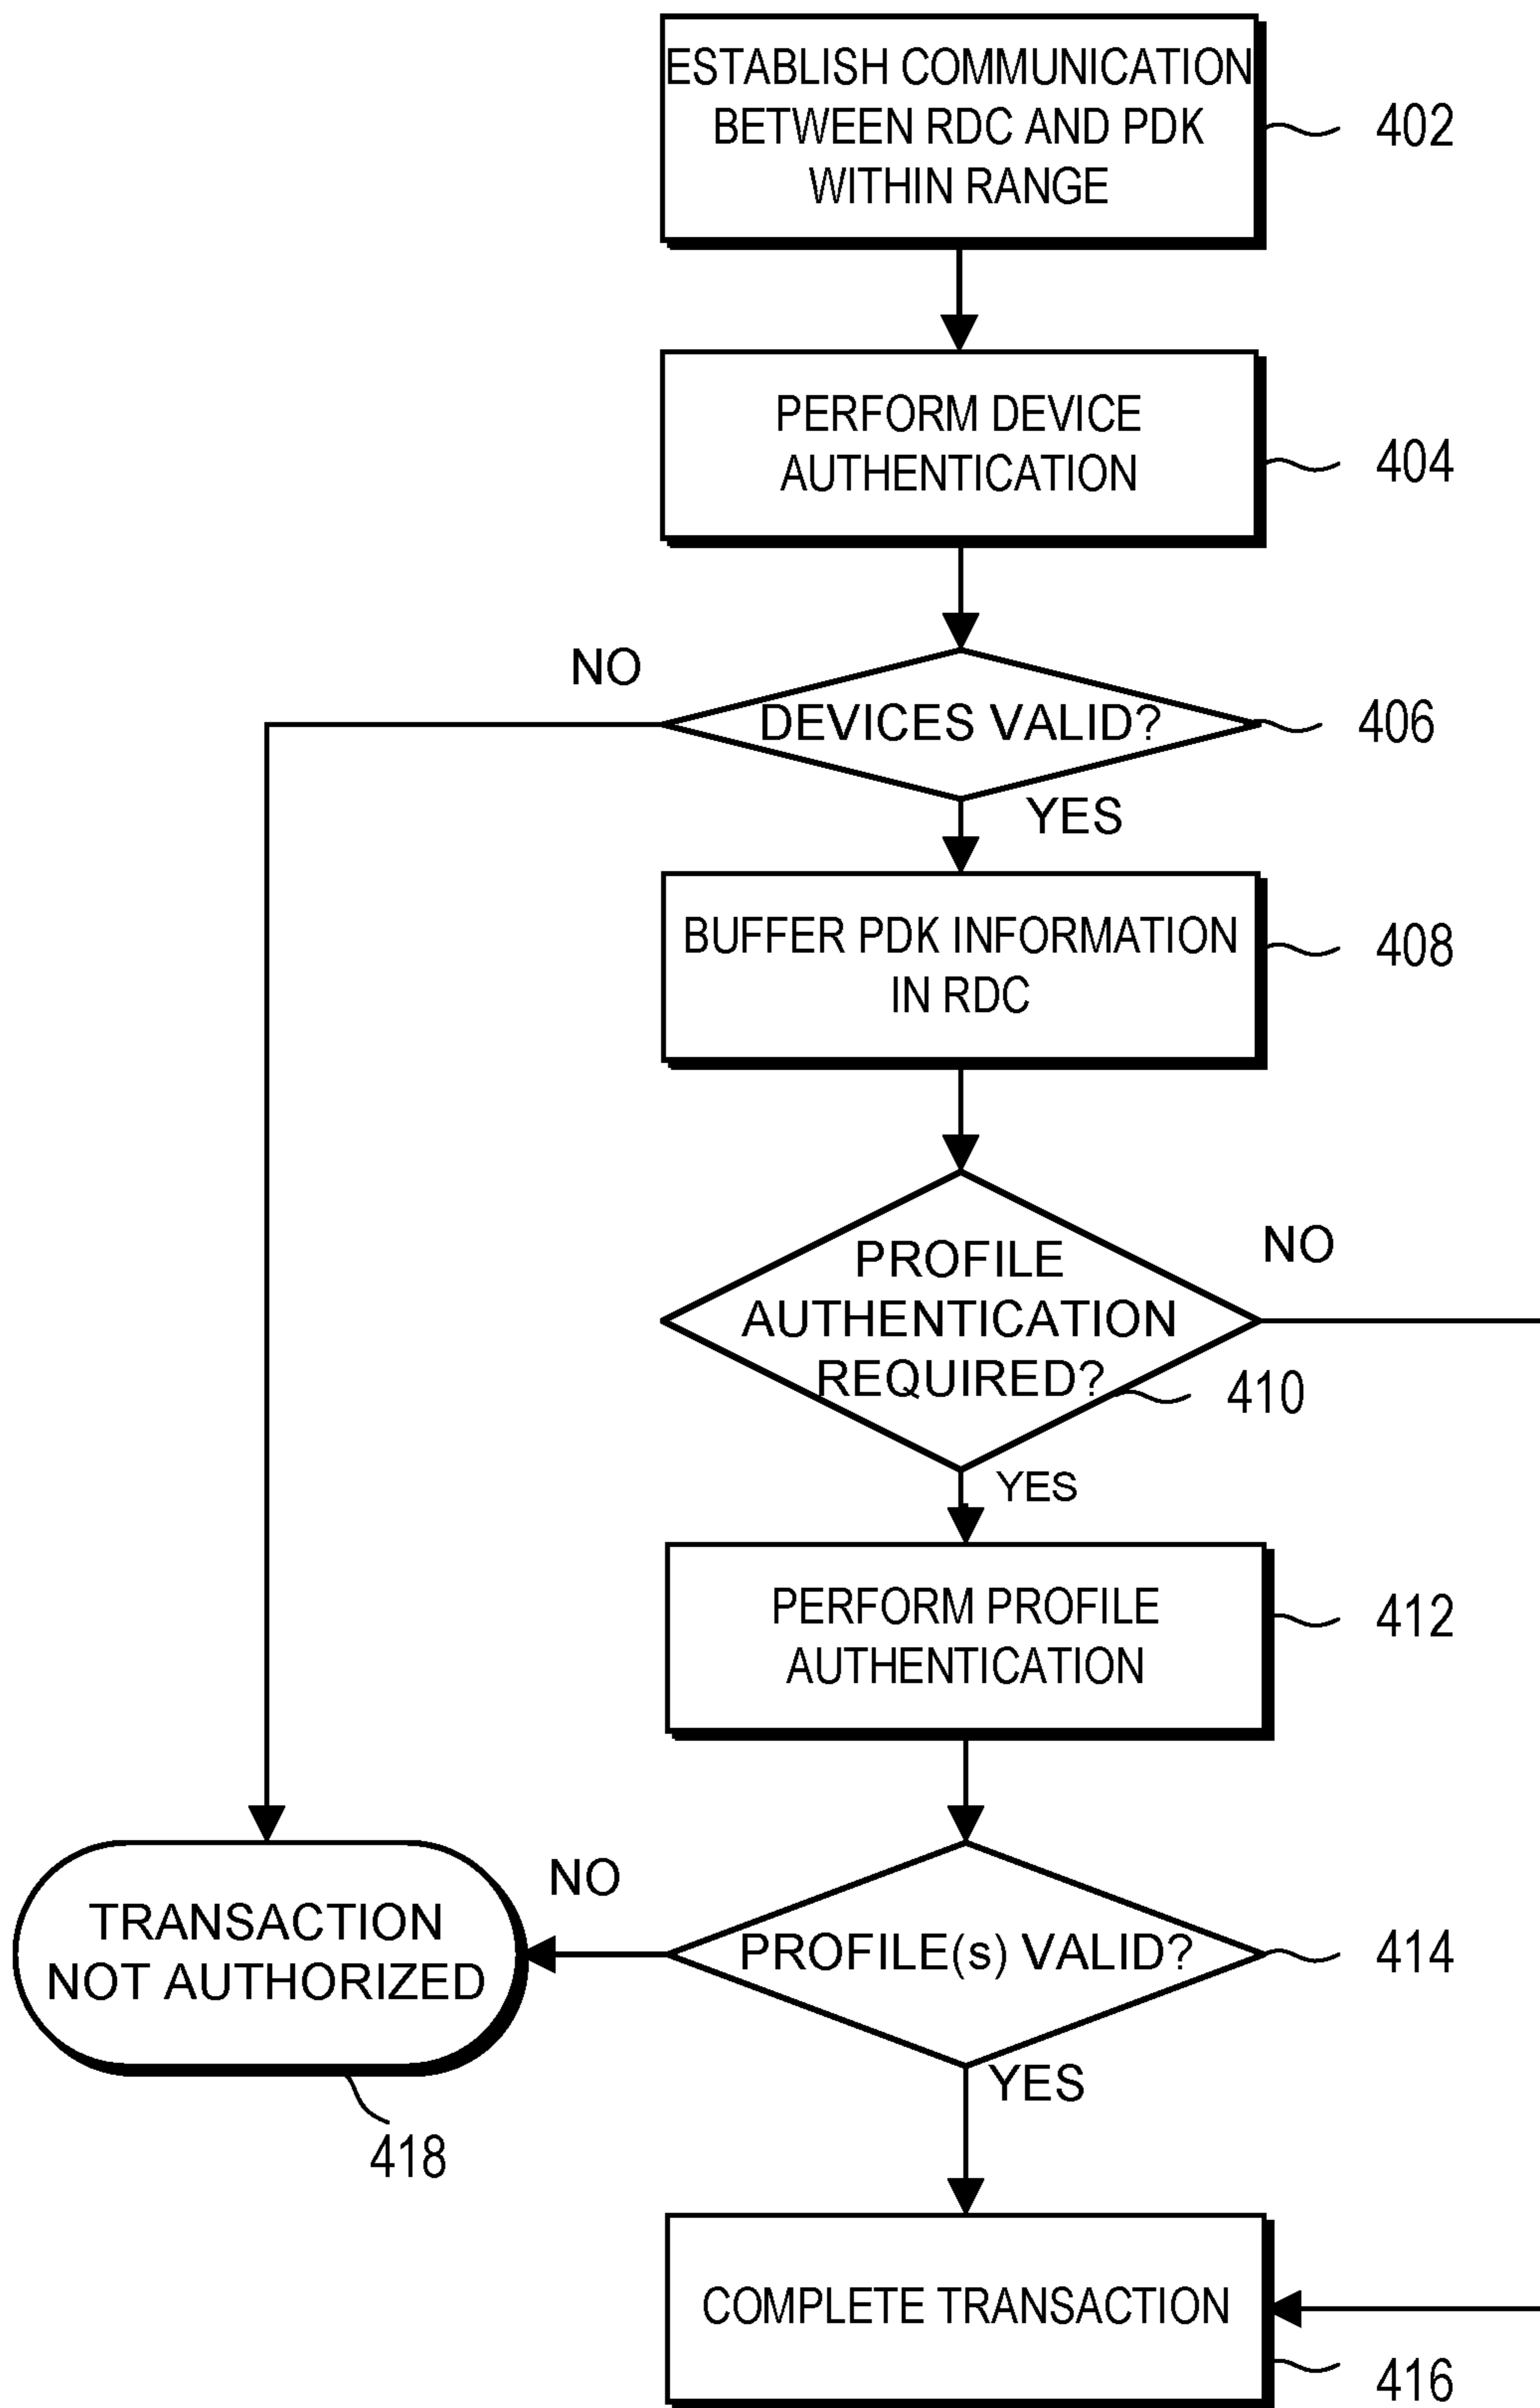 ESTABLISH COMMUNICATION
BETWEEN RDC AND PDK
WITHIN RANGE
402
PERFORM DEVICE
AUTHENTICATION
404
NO
DEVICES VALID?
406
YES
BUFFER PDK INFORMATION
IN RDC
408
PROFILE
AUTHENTICATION
REQUIRED?
NO
410
YES
PERFORM PROFILE
AUTHENTICATION
412
NO
TRANSACTION
NOT AUTHORIZED
PROFILE(s) VALID?
414
YES
418
COMPLETE TRANSACTION
416